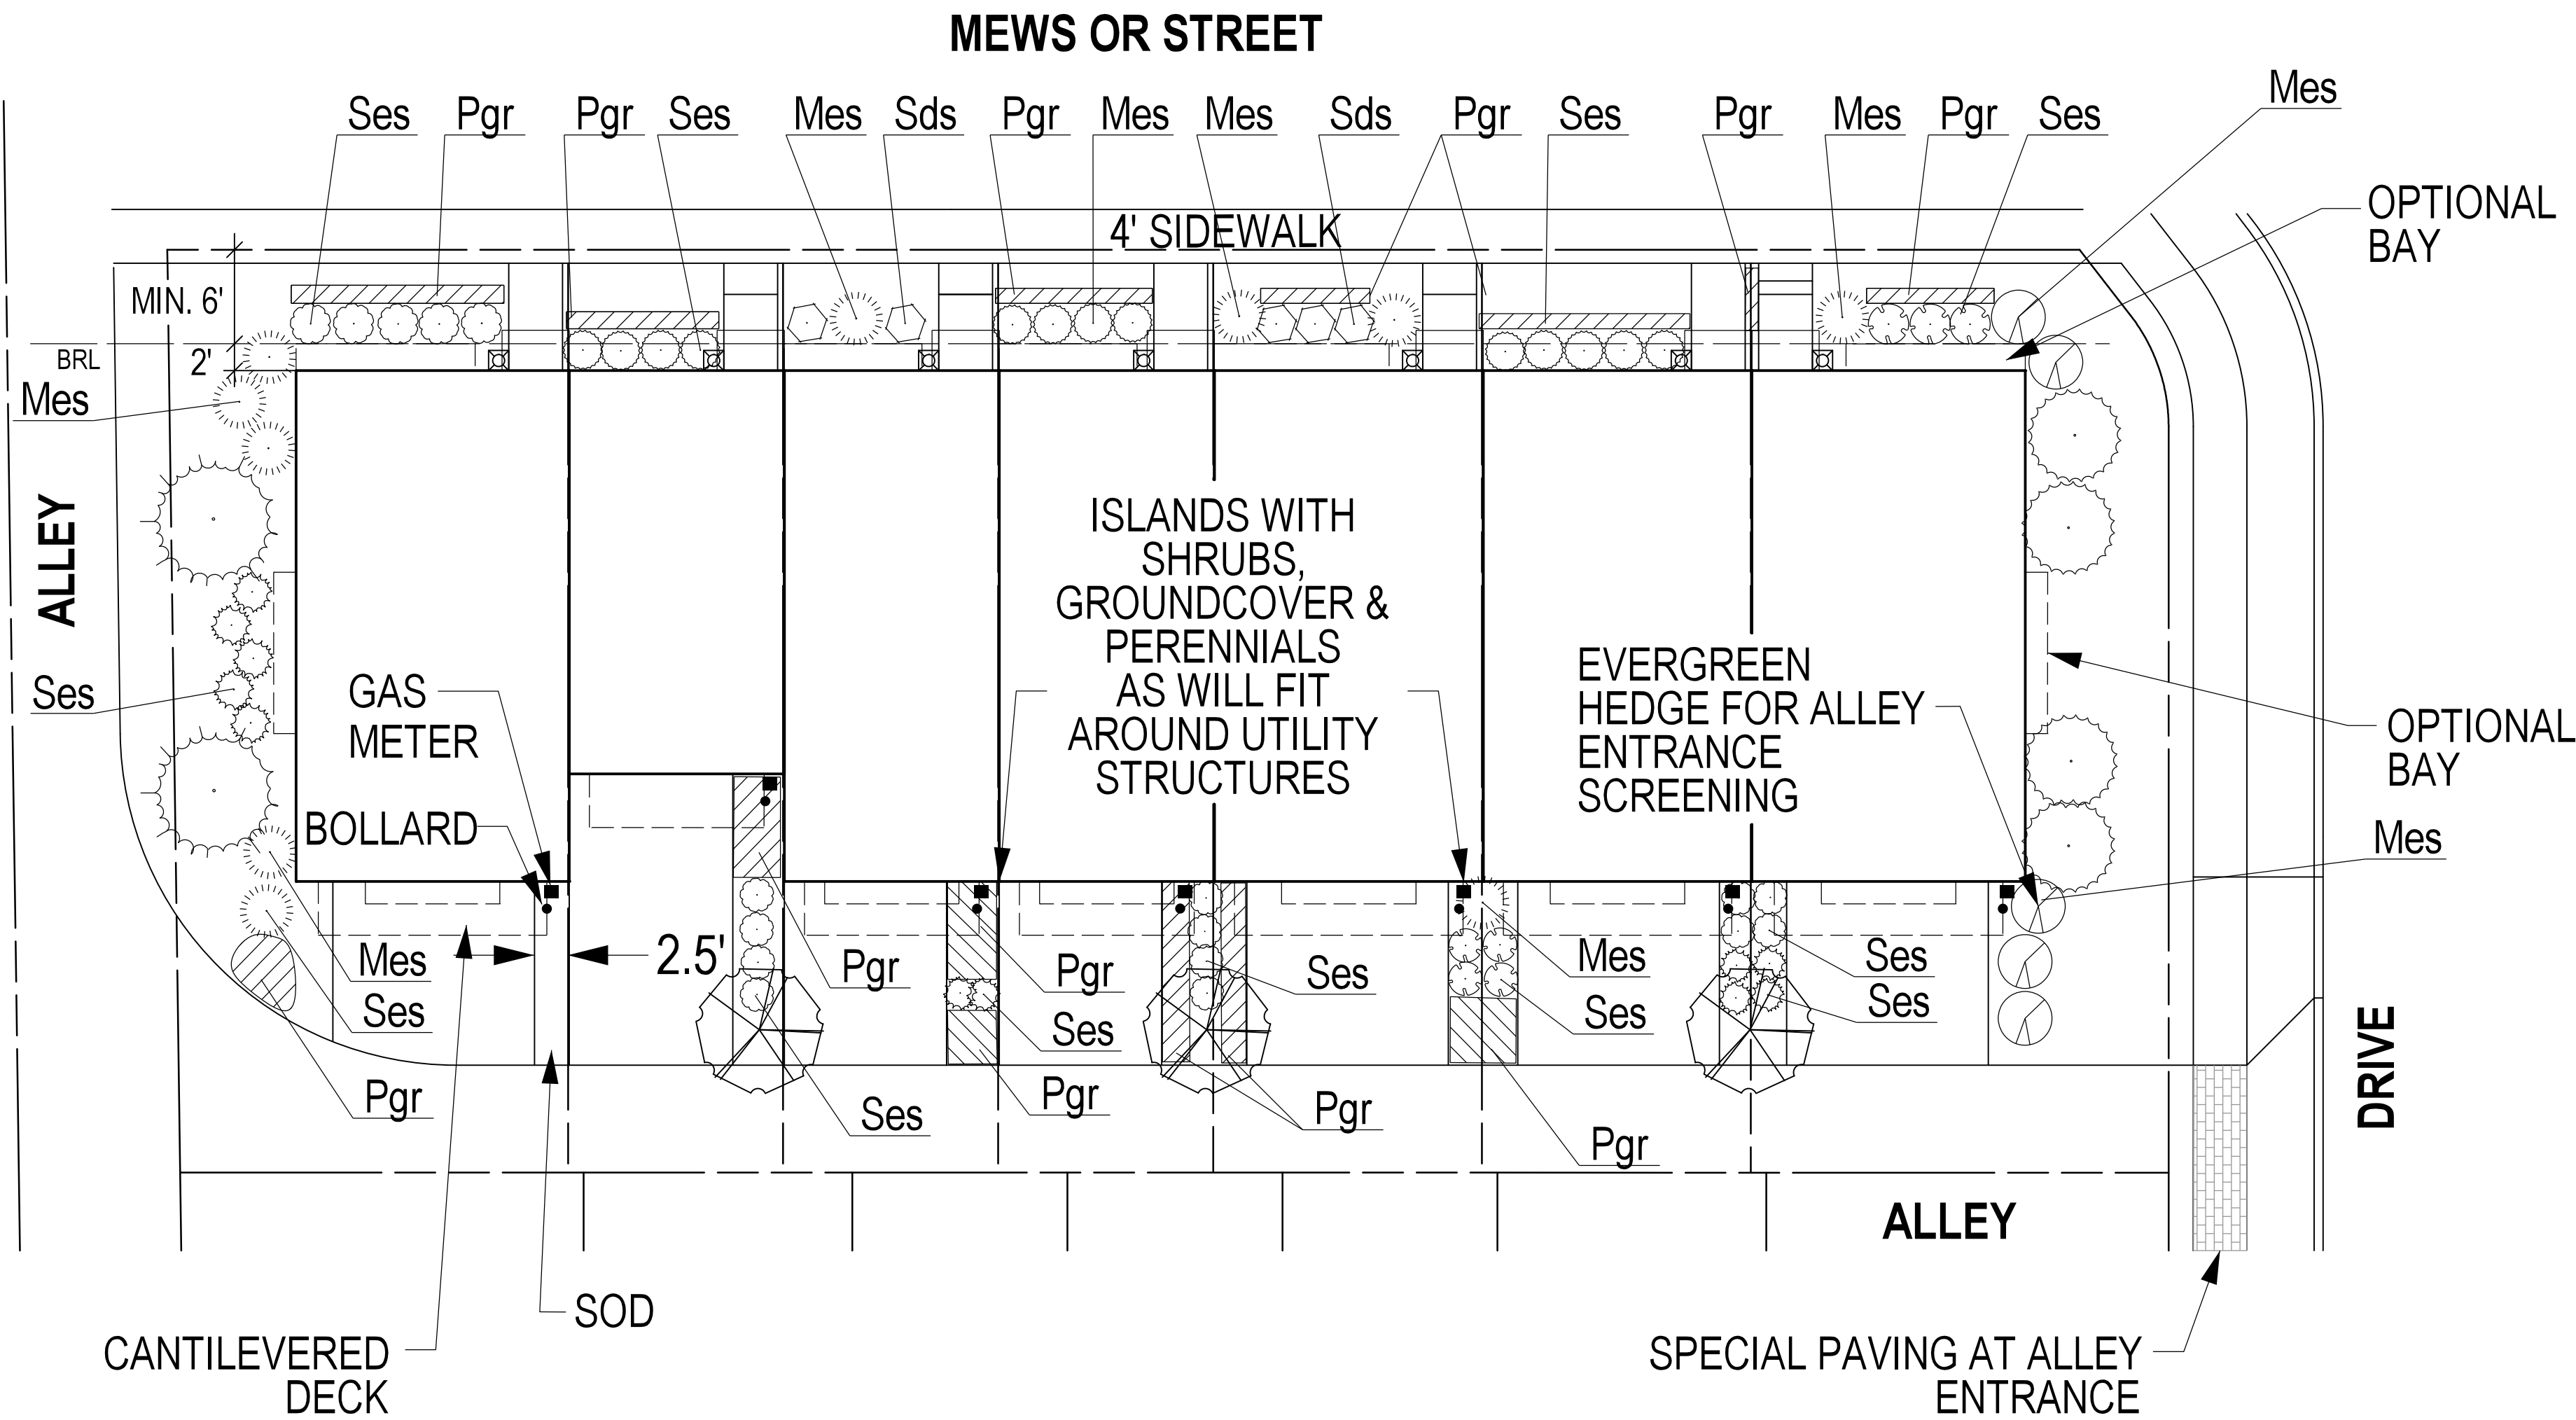 MEWS OR STREET
Mes
Ses Pgr Pgr Ses Mes Sds Pgr Mes Mes Sds Pgr Ses Pgr Mes Pgr Ses
OPTIONAL
BAY
4' SIDEWALK
MIN. 6'
BRL
2'
Mes
ALLEY
Ses
GAS
METER
BOLLARD
ISLANDS WITH
SHRUBS,
GROUNDCOVER &
PERENNIALS
AS WILL FIT
AROUND UTILITY
STRUCTURES
EVERGREEN
HEDGE FOR ALLEY
ENTRANCE
SCREENING
OPTIONAL
BAY
Mes
Mes
Ses
Pgr
2.5'
Pgr
Ses
Pgr
Ses
Pgr
Ses
Pgr
Mes
Ses
Pgr
Ses
Ses
DRIVE
ALLEY
SOD
CANTILEVERED
DECK
SPECIAL PAVING AT ALLEY
ENTRANCE